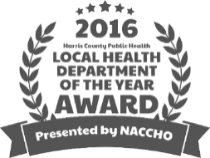 2016
Harris County Public Health
LOCAL HEALTH
DEPARTMENT
OF THE YEAR
AWARD
Presented by NACCHO